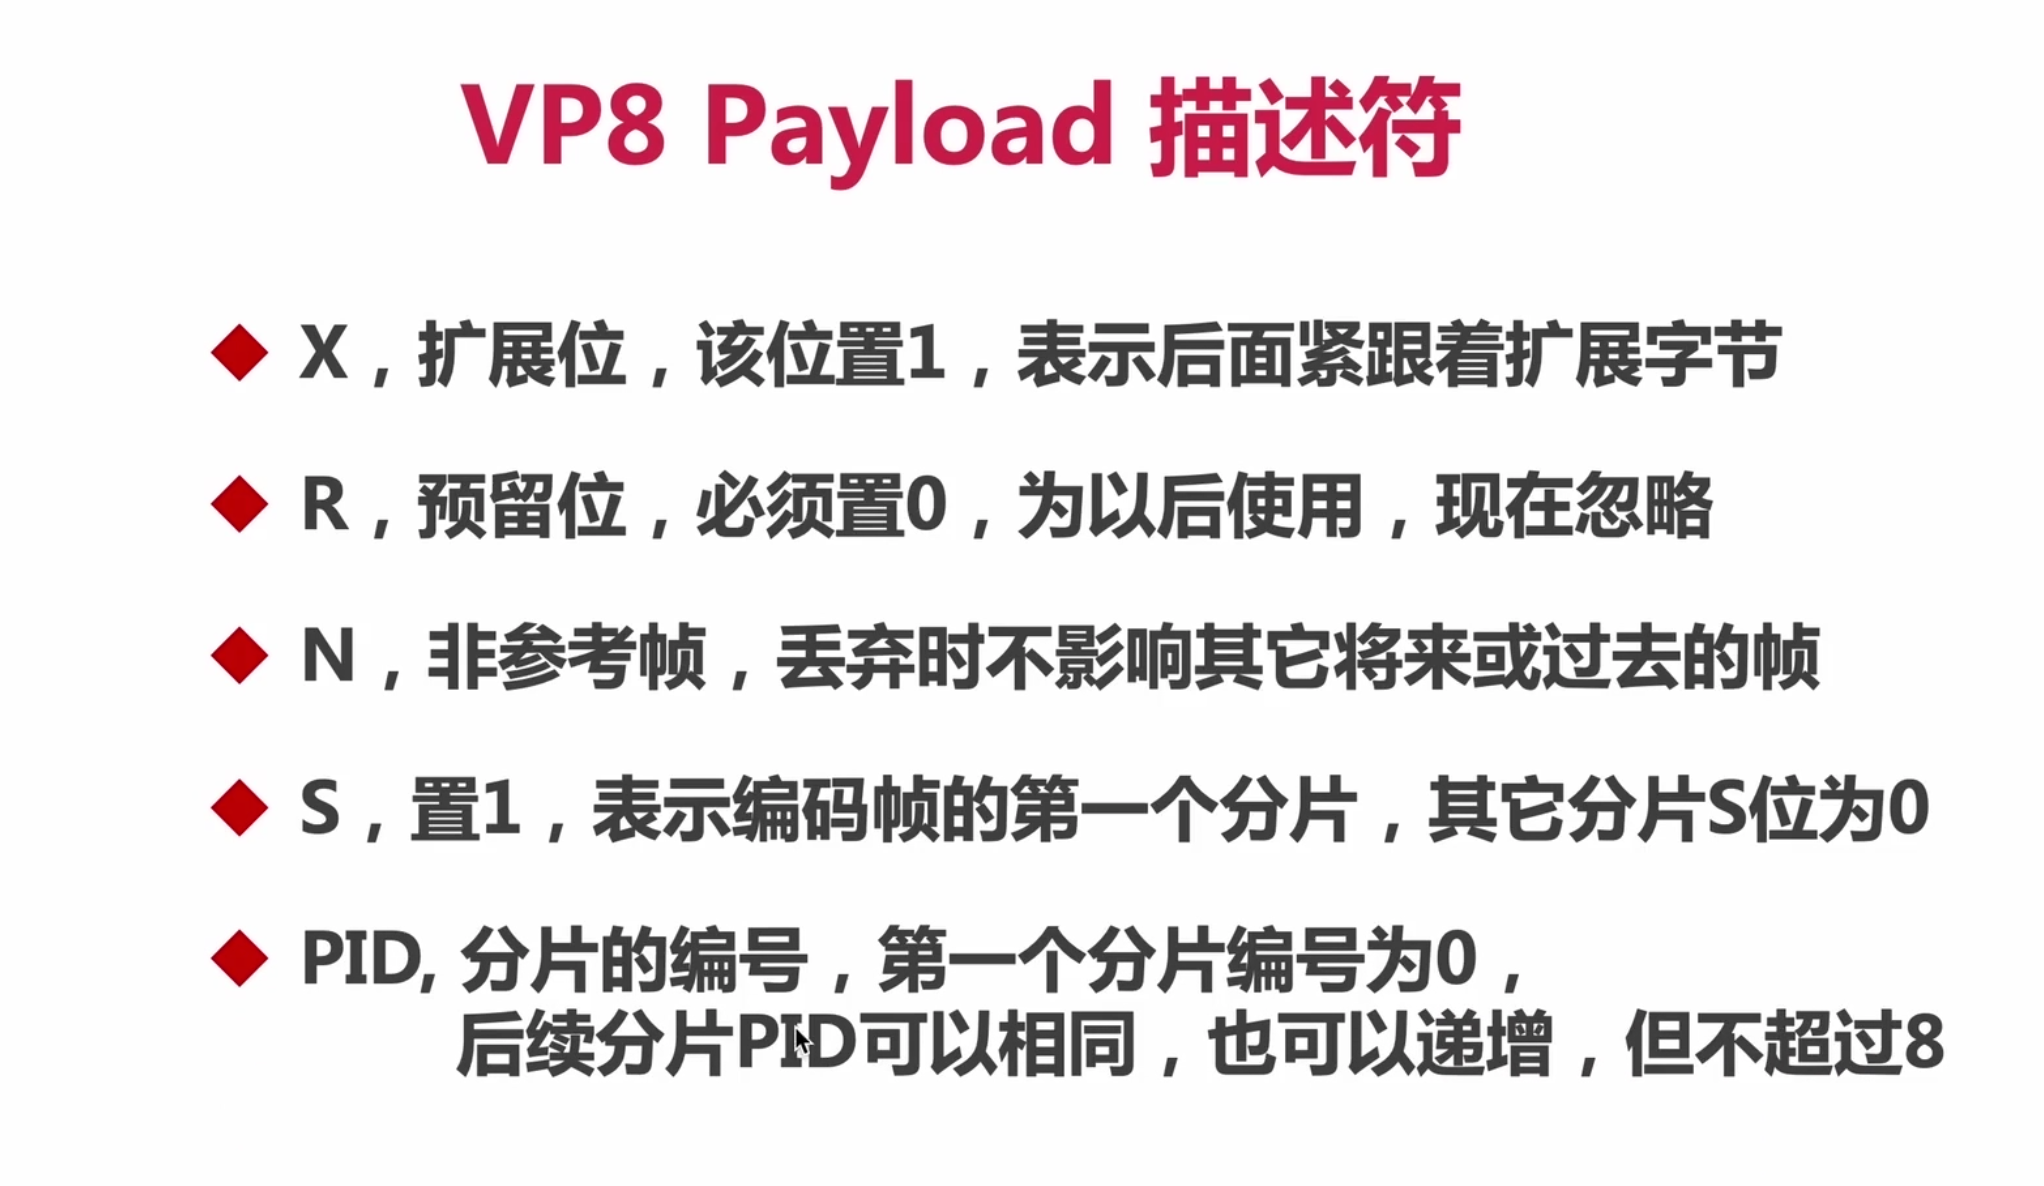 VP8 Payload 描述符
X，扩展位，该位置1，表示后面紧跟着扩展字节
R，预留位，必须置0，为以后使用，现在忽略
N，非参考帧，丢弃时不影响其它将来或过去的帧
S，置1，表示编码帧的第一个分片，其它分片S位为0
PID, 分片的编号，第一个分片编号为0，
后续分片PID可以相同，也可以递增，但不超过8